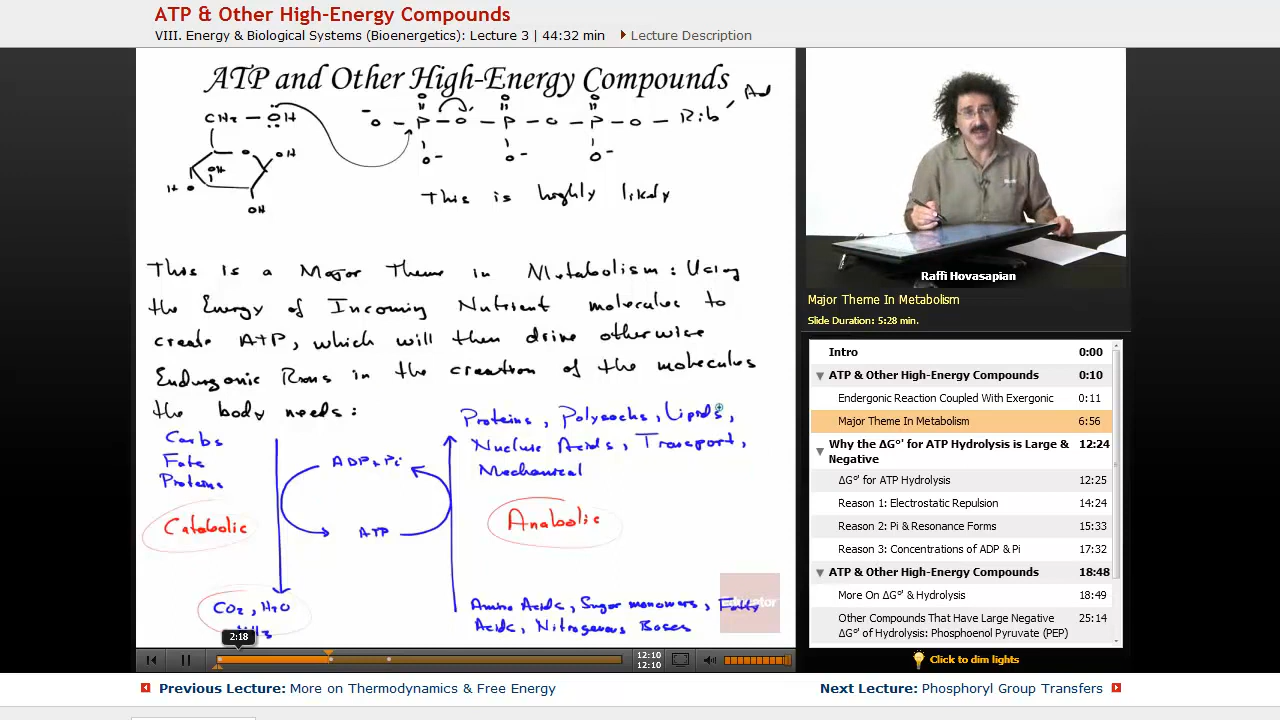 ATP & Other High-Energy Compounds
VIII. Energy & Biological Systems (Bioenergetics): Lecture 3 | 44:32 min Lecture Description
ATP and Other High-Energy Compounds
CH2 — OH
O
OH
OH
H O
OH
-O — P — O — P — O — P — O — Rib
Ad
O O O
O- O- O-
This is highly likely
This is a Major Theme in Metabolism: Using
the Energy of Incoming Nutrient molecules to
create ATP, which will then drive otherwise
Endergonic Rxns in the creation of the molecules
the body needs:
Carbs
Fats
Proteins
Catabolic
ADP + Pi
ATP
CO2, H2O
Proteins, Polysacchs, Lipids,
Nucleic Acids, Transport,
Mechanical
Anabolic
Amino Acids, Sugar monomers, Fatty
Acids, Nitrogenous Bases
2:18
12:10
12:10
Raffi Hovasapian
Major Theme In Metabolism
Slide Duration: 5:28 min.
Intro 0:00
ATP & Other High-Energy Compounds 0:10
Endergonic Reaction Coupled With Exergonic 0:11
Major Theme In Metabolism 6:56
Why the ΔG°' for ATP Hydrolysis is Large & 12:24
Negative
ΔG°' for ATP Hydrolysis 12:25
Reason 1: Electrostatic Repulsion 14:24
Reason 2: Pi & Resonance Forms 15:33
Reason 3: Concentrations of ADP & Pi 17:32
ATP & Other High-Energy Compounds 18:48
More On ΔG°' & Hydrolysis 18:49
Other Compounds That Have Large Negative 25:14
ΔG°' of Hydrolysis: Phosphoenol Pyruvate (PEP)
Click to dim lights
Previous Lecture: More on Thermodynamics & Free Energy
Next Lecture: Phosphoryl Group Transfers